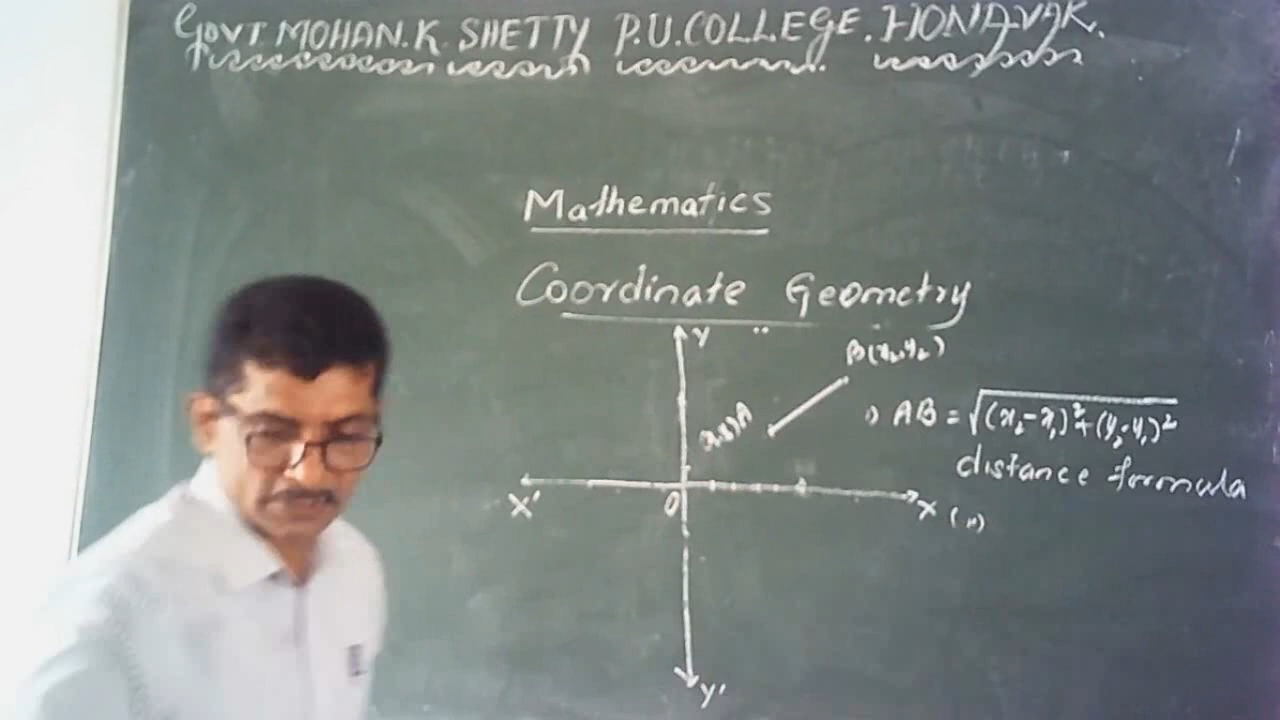 GOVT MOHAN.K. SHETTY P.U.COLLEGE. HONAVAR.
Mathematics
Coordinate Geometry
Y
B(x₂,y₂)
A
1) AB = √(x₂-x₁)²+(y₂-y₁)²
distance formula
X' O X
Y'